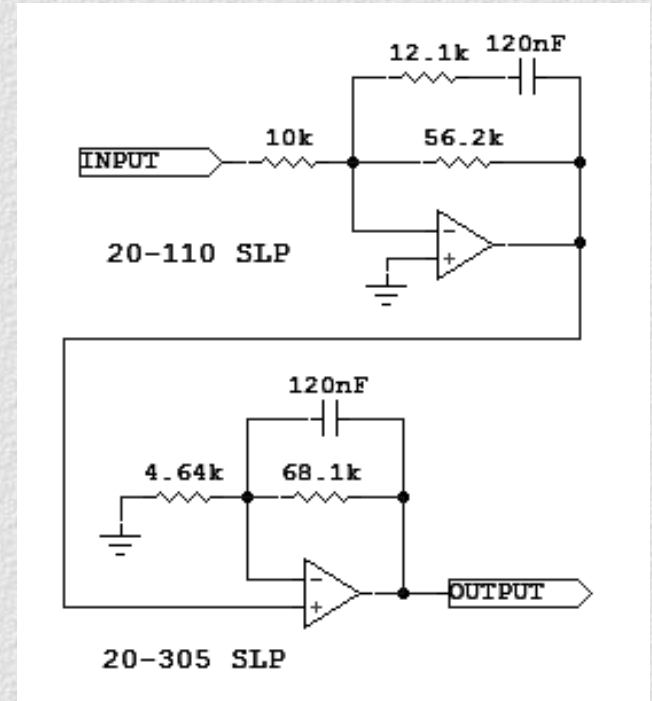 12.1k 120nF
10k 56.2k
INPUT
20-110 SLP
120nF
4.64k 68.1k
OUTPUT
20-305 SLP